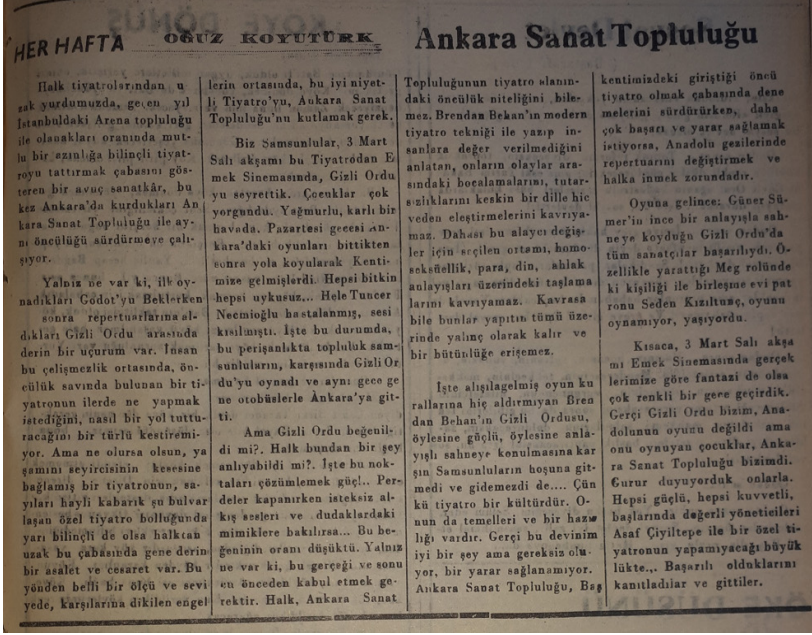 HER HAFTA
OĞUZ KOYUTÜRK
Ankara Sanat Topluluğu
Halk tiyatrolarından u
zak yurdumuzda, geçen yıl
İstanbuldaki Arena topluluğu
ile olanakları oranında mut-
lu bir azınlığa bilinçli tiyat-
royu tattırmak çabasını gös-
teren bir avuç sanatkâr, bu
kez Ankara'da kurdukları An
kara Sanat Topluluğu ile ay-
nı öncülüğü sürdürmeye çalı-
şıyor.
Yalnız ne var ki, ilk oy-
nadıkları Godot'yu Beklerken
sonra repertuarlarına al-
dıkları Gizli Ordu arasında
derin bir uçurum var. İnsan
bu çelişmezlik ortasında, ön-
cülük savında bulunan bir ti-
yatronun ilerde ne yapmak
istediğini, nasıl bir yol tuttu-
racağını bir türlü kestiremi-
yor. Ama ne olursa olsun, ya
şamını seyircisinin kesesine
bağlamış bir tiyatronun, sa-
yıları hayli kabarık şu bulvar
laşan özel tiyatro bolluğunda
yarı bilinçli de olsa halktan
uzak bu çabasında gene derin
bir asalet ve cesaret var. Bu
yönden belli bir ölçü ve sevi
yede, karşılarına dikilen engel
lerin ortasında, bu iyi niyet-
li Tiyatro'yu, Ankara Sanat
Topluluğu'nu kutlamak gerek.
Biz Samsunlular, 3 Mart
Salı akşamı bu Tiyatrodan E
mek Sinemasında, Gizli Ordu
yu seyrettik. Çocuklar çok
yorgundu. Yağmurlu, karlı bir
havada. Pazartesi gecesi An-
kara'daki oyunları bittikten
sonra yola koyularak Kenti-
mize gelmişlerdi. Hepsi bitkin
hepsi uykusuz... Hele Tuncer
Necmioğlu hastalanmış, sesi
kısılmıştı. İşte bu durumda,
bu perişanlıkta topluluk sam-
sunluların, karşısında Gizli Or
du'yu oynadı ve aynı gece ge
ne otobüslerle Ankara'ya git-
ti.
Ama Gizli Ordu beğenil-
di mi?. Halk bundan bir şey
anlıyabildi mi?. İşte bu nok-
taları çözümlemek güç!.. Per-
deler kapanırken isteksiz al-
kış sesleri ve dudaklardaki
mimiklere bakılırsa... Bu be-
ğeninin oranı düşüktü. Yalnız
ne var ki, bu gerçeği ve sonu
en önceden kabul etmek ge-
rektir. Halk, Ankara Sanat
Topluluğunun tiyatro alanın-
daki öncülük niteliğini bile-
mez. Brendan Behan'ın modern
tiyatro tekniği ile yazıp in-
sanlara değer verilmediğini
anlatan, onların olaylar ara-
sındaki bocalamalarını, tutar-
sızlıklarını keskin bir dille hic
veden eleştirmelerini kavrıya-
maz. Dahası bu alaycı değiş-
ler için seçilen ortamı, homo-
seksüellik, para, din, ahlak
anlayışları üzerindeki taşlama
larını kavrıyamaz. Kavrasa
bile bunlar yapıtın tümü üze-
rinde yalınç olarak kalır ve
bir bütünlüğe erişemez.
İşte alışılagelmiş oyun ku
rallarına hiç aldırmıyan Bren
dan Behan'ın Gizli Ordusu,
öylesine güçlü, öylesine anla-
yışlı sahneye konulmasına kar
şın Samsunluların hoşuna git-
medi ve gidemezdi de.... Çün
kü tiyatro bir kültürdür. O-
nun da temelleri ve bir hazır
lığı vardır. Gerçi bu devinim
iyi bir şey ama gereksiz olu-
yor, bir yarar sağlanamıyor.
Ankara Sanat Topluluğu, Baş
kentimizdeki giriştiği öncü
tiyatro olmak çabasında dene
melerini sürdürürken, daha
çok başarı ve yarar sağlamak
istiyorsa, Anadolu gezilerinde
repertuarını değiştirmek ve
halka inmek zorundadır.
Oyuna gelince: Güner Sü-
mer'in ince bir anlayışla sah-
neye koyduğu Gizli Ordu'da
tüm sanatçılar başarılıydı. Ö-
zellikle yarattığı Meg rolünde
ki kişiliği ile birleşme evi pat
ronu Seden Kızıltunç, oyunu
oynamıyor, yaşıyordu.
Kısaca, 3 Mart Salı akşa
mı Emek Sinemasında gerçek
lerimize göre fantazi de olsa
çok renkli bir gece geçirdik.
Gerçi Gizli Ordu bizim, Ana-
dolunun oyunu değildi ama
onu oynuyan çocuklar, Anka-
ra Sanat Topluluğu bizimdi.
Gurur duyuyorduk onlarla.
Hepsi güçlü, hepsi kuvvetli,
başlarında değerli yöneticileri
Asaf Çiyiltepe ile bir özel ti-
yatronun yapamıyacağı büyük
lükte.,. Başarılı olduklarını
kanıtladılar ve gittiler.